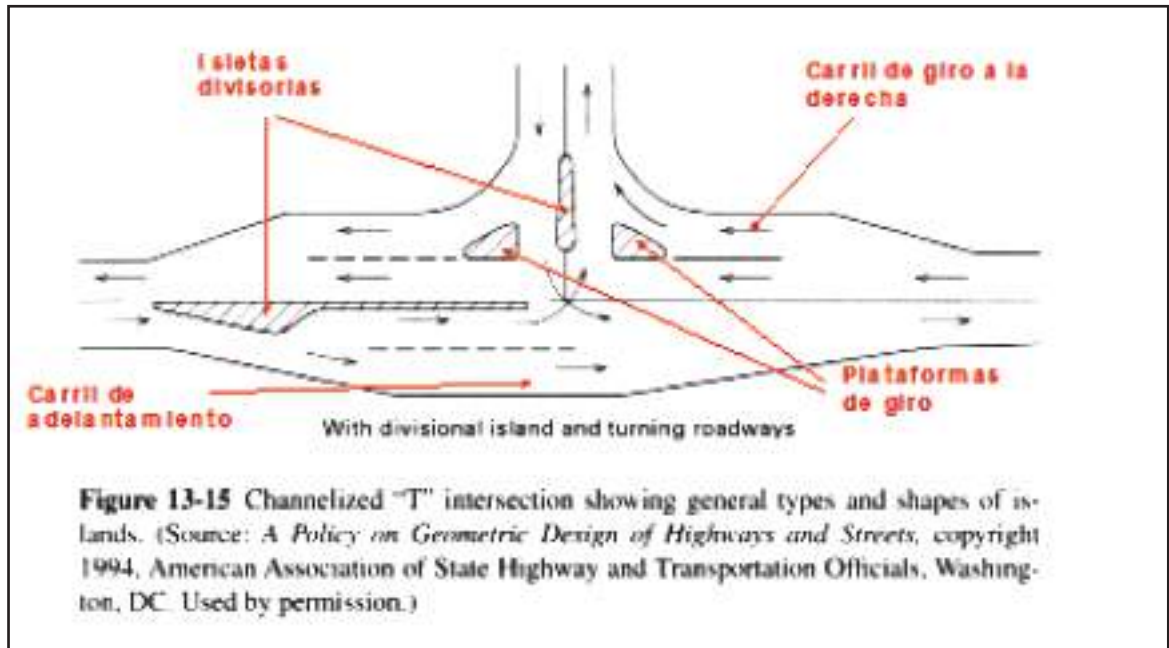 Isletas
divisorias
Carril de giro a la
derecha
Carril de
adelantamiento
Plataformas
de giro
With divisional island and turning roadways
Figure 13-15 Channelized "T" intersection showing general types and shapes of is-
lands. (Source: A Policy on Geometric Design of Highways and Streets, copyright
1994, American Association of State Highway and Transportation Officials, Washing-
ton, DC. Used by permission.)